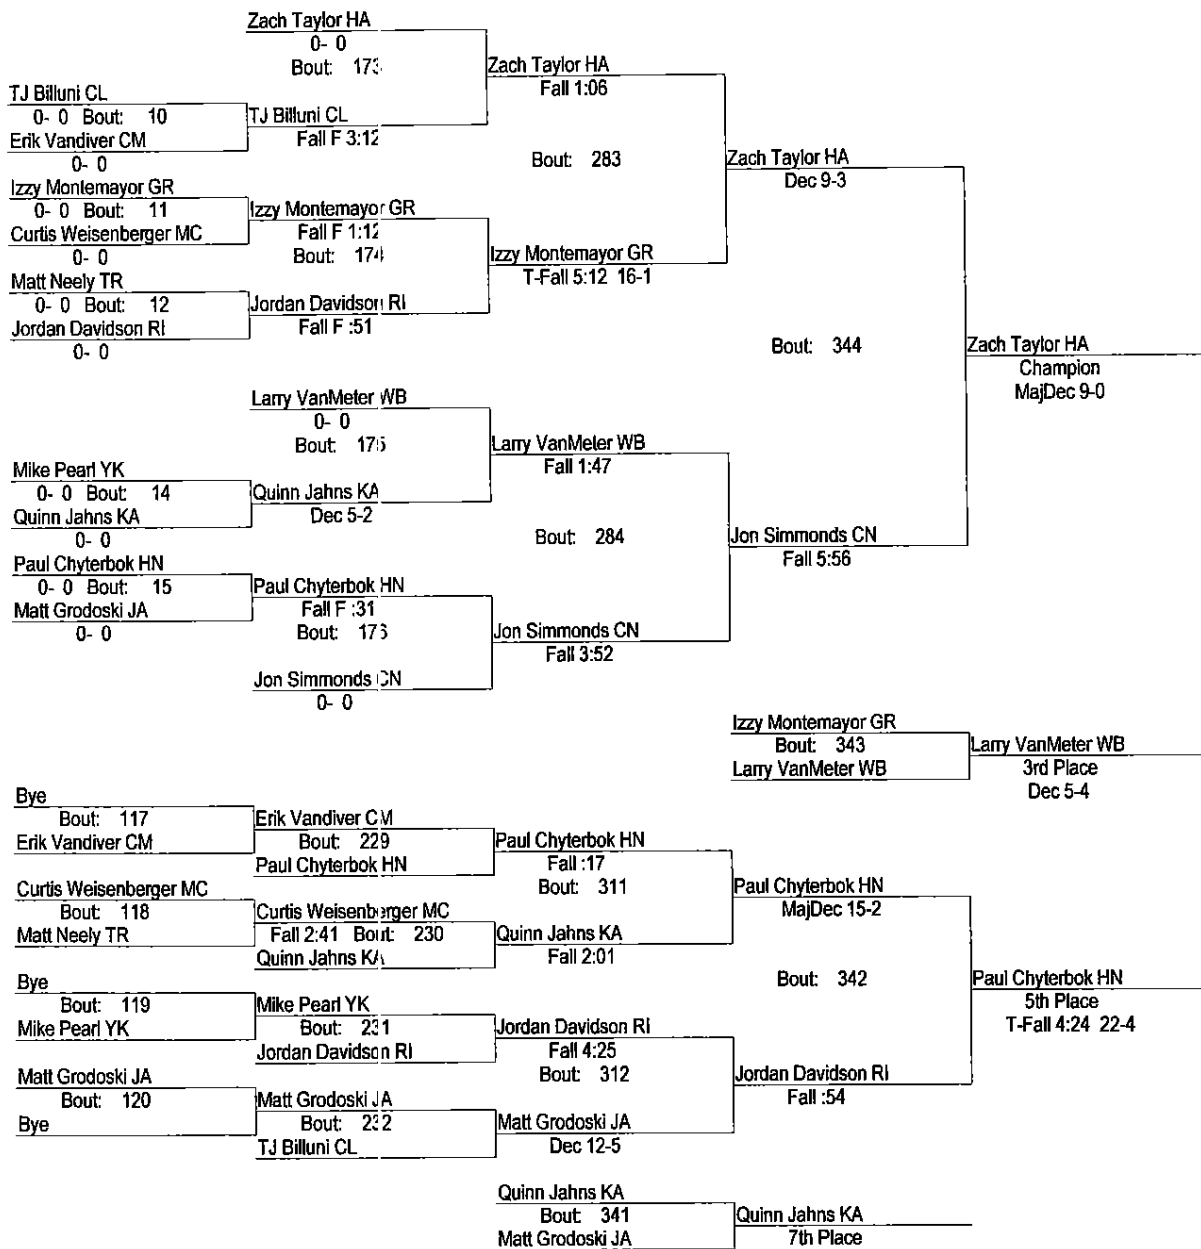 Zach Taylor HA
0- 0
Bout: 173
Zach Taylor HA
Fall 1:06
TJ Billuni CL
0- 0 Bout: 10
TJ Billuni CL
Fall F 3:12
Erik Vandiver CM
0- 0
Bout: 283
Zach Taylor HA
Dec 9-3
Izzy Montemayor GR
0- 0 Bout: 11
Izzy Montemayor GR
Fall F 1:12
Curtis Weisenberger MC
0- 0
Bout: 174
Izzy Montemayor GR
T-Fall 5:12 16-1
Matt Neely TR
0- 0 Bout: 12
Jordan Davidson RI
Fall F :51
Jordan Davidson RI
0- 0
Bout: 344
Zach Taylor HA
Champion
MajDec 9-0
Larry VanMeter WB
0- 0
Bout: 175
Larry VanMeter WB
Fall 1:47
Mike Pearl YK
0- 0 Bout: 14
Quinn Jahns KA
Dec 5-2
Quinn Jahns KA
0- 0
Bout: 284
Jon Simmonds CN
Fall 5:56
Paul Chyterbok HN
0- 0 Bout: 15
Paul Chyterbok HN
Fall F :31
Matt Grodoski JA
0- 0
Bout: 176
Jon Simmonds CN
Fall 3:52
Jon Simmonds CN
0- 0
Izzy Montemayor GR
Bout: 343
Larry VanMeter WB
Larry VanMeter WB
3rd Place
Dec 5-4
Bye
Bout: 117
Erik Vandiver CM
Erik Vandiver CM
Bout: 229
Paul Chyterbok HN
Paul Chyterbok HN
Fall :17
Bout: 311
Paul Chyterbok HN
MajDec 15-2
Curtis Weisenberger MC
Bout: 118
Matt Neely TR
Curtis Weisenberger MC
Fall 2:41 Bout: 230
Quinn Jahns KA
Quinn Jahns KA
Fall 2:01
Bout: 342
Paul Chyterbok HN
5th Place
T-Fall 4:24 22-4
Bye
Bout: 119
Mike Pearl YK
Mike Pearl YK
Bout: 231
Jordan Davidson RI
Jordan Davidson RI
Fall 4:25
Bout: 312
Jordan Davidson RI
Fall :54
Matt Grodoski JA
Bout: 120
Bye
Matt Grodoski JA
Bout: 232
TJ Billuni CL
Matt Grodoski JA
Dec 12-5
Quinn Jahns KA
Bout: 341
Matt Grodoski JA
Quinn Jahns KA
7th Place